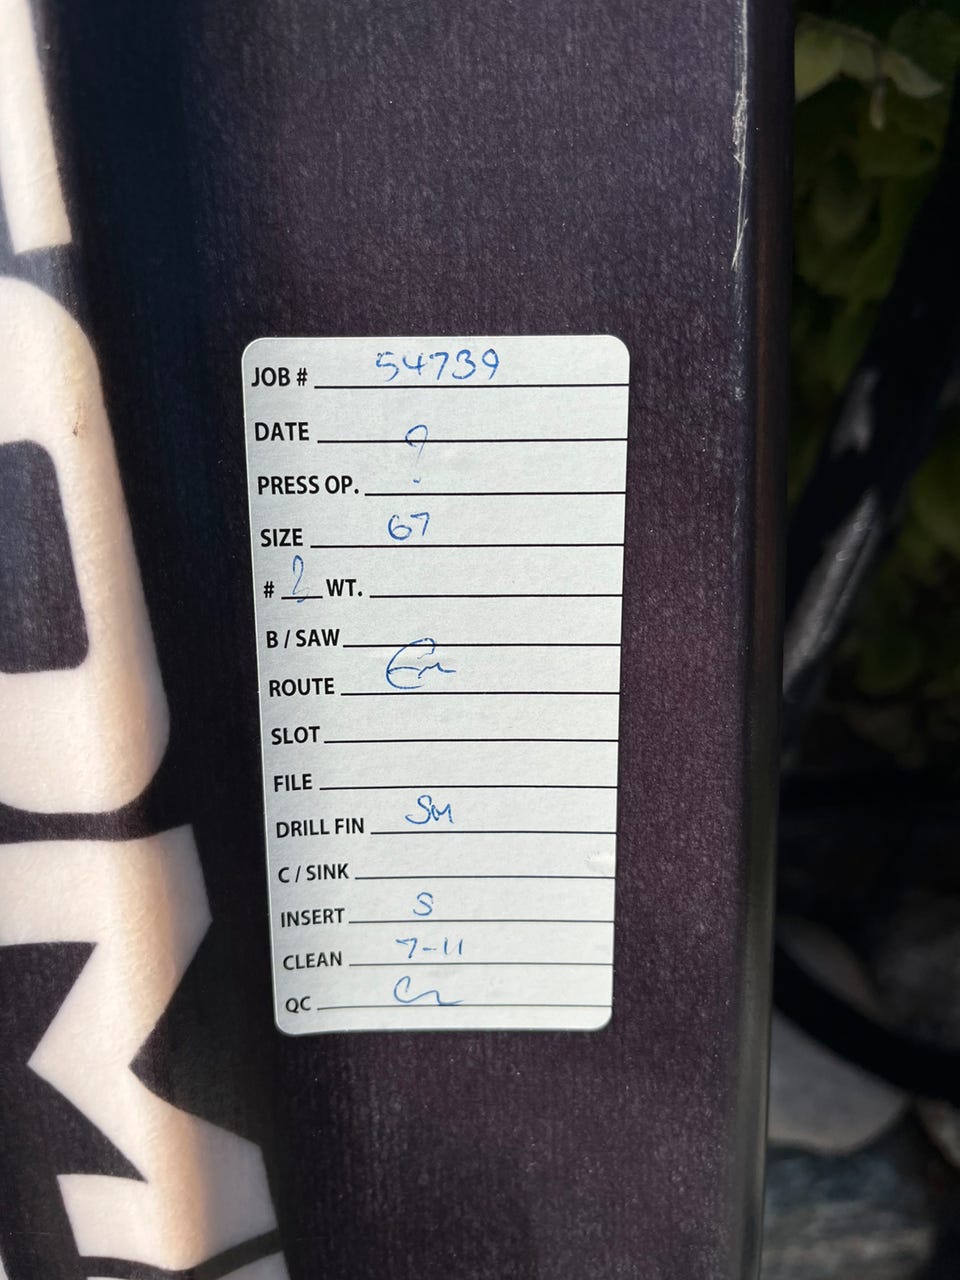 JOB # 54739
DATE ?
PRESS OP.
SIZE 67
# 2 WT.
B / SAW
ROUTE
SLOT
FILE
DRILL FIN SM
C / SINK
INSERT S
CLEAN 7-11
QC